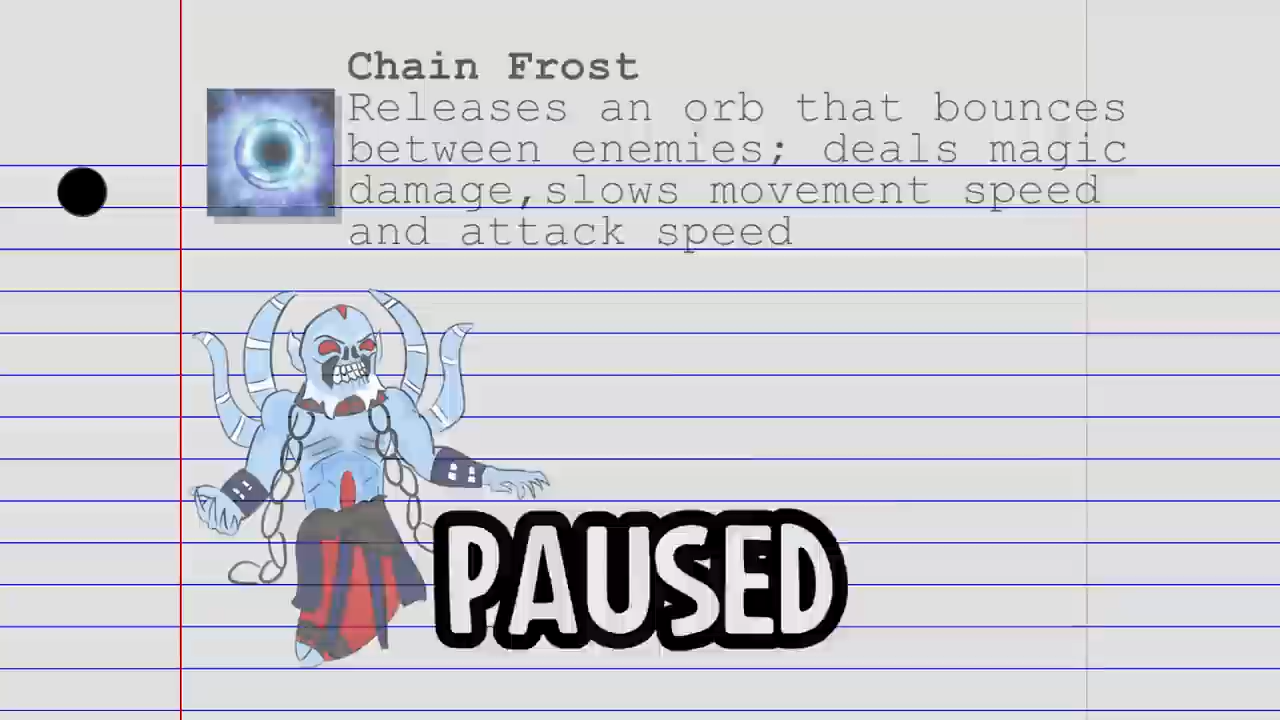 Chain Frost
Releases an orb that bounces
between enemies; deals magic
damage,slows movement speed
and attack speed
PAUSED